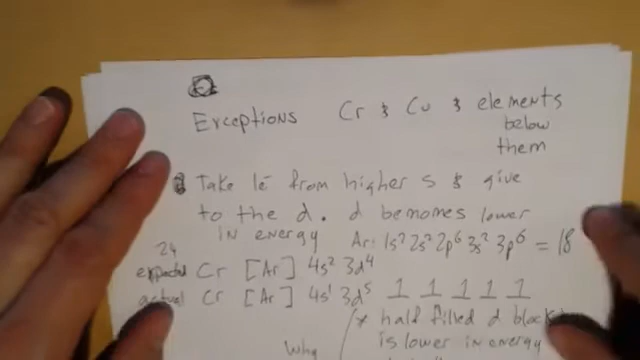 Exceptions Cr & Cu & elements
below
them
Take 1e⁻ from higher s & give
to the d. d bemomes lower
in energy Ar: 1s² 2s² 2p⁶ 3s² 3p⁶ = 18
24
expected Cr [Ar] 4s² 3d⁴
actual Cr [Ar] 4s¹ 3d⁵ 1 1 1 1 1
* half filled d block
is lower in energy
Why